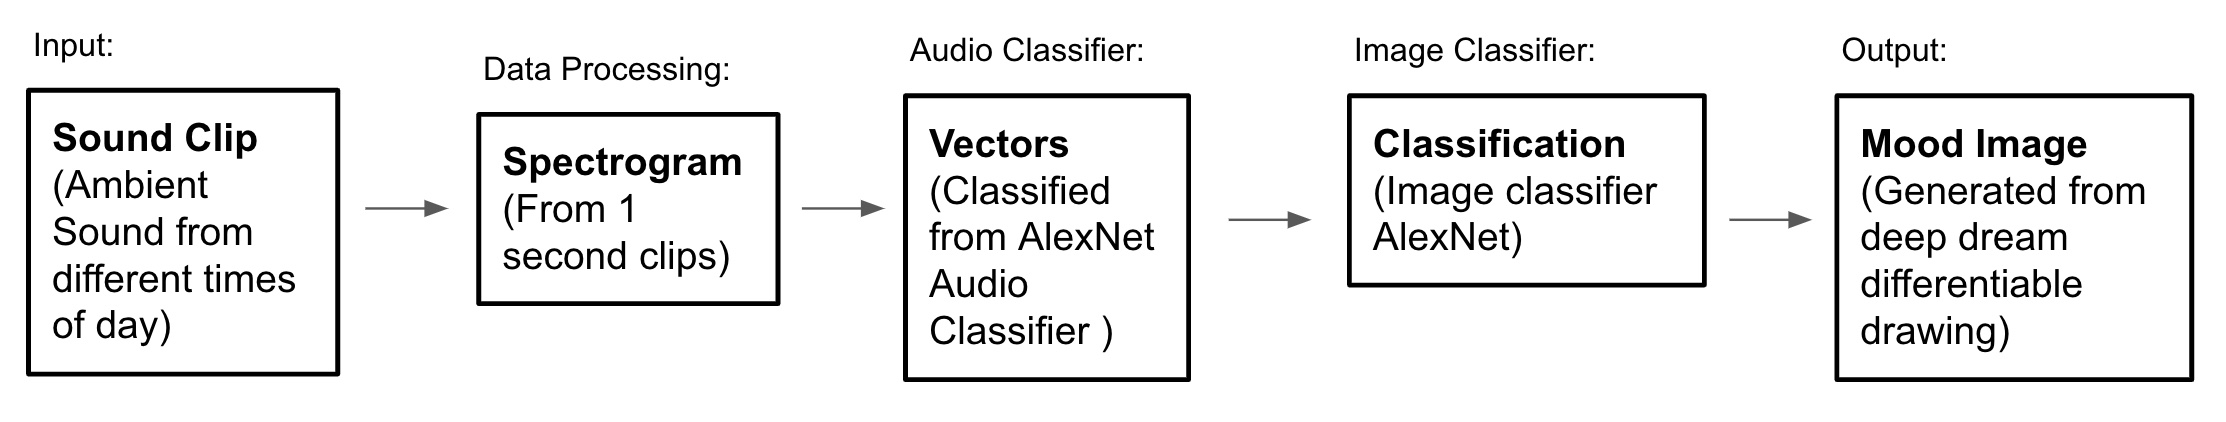 Input:
Sound Clip
(Ambient
Sound from
different times
of day)
Data Processing:
Spectrogram
(From 1
second clips)
Audio Classifier:
Vectors
(Classified
from AlexNet
Audio
Classifier )
Image Classifier:
Classification
(Image classifier
AlexNet)
Output:
Mood Image
(Generated from
deep dream
differentiable
drawing)